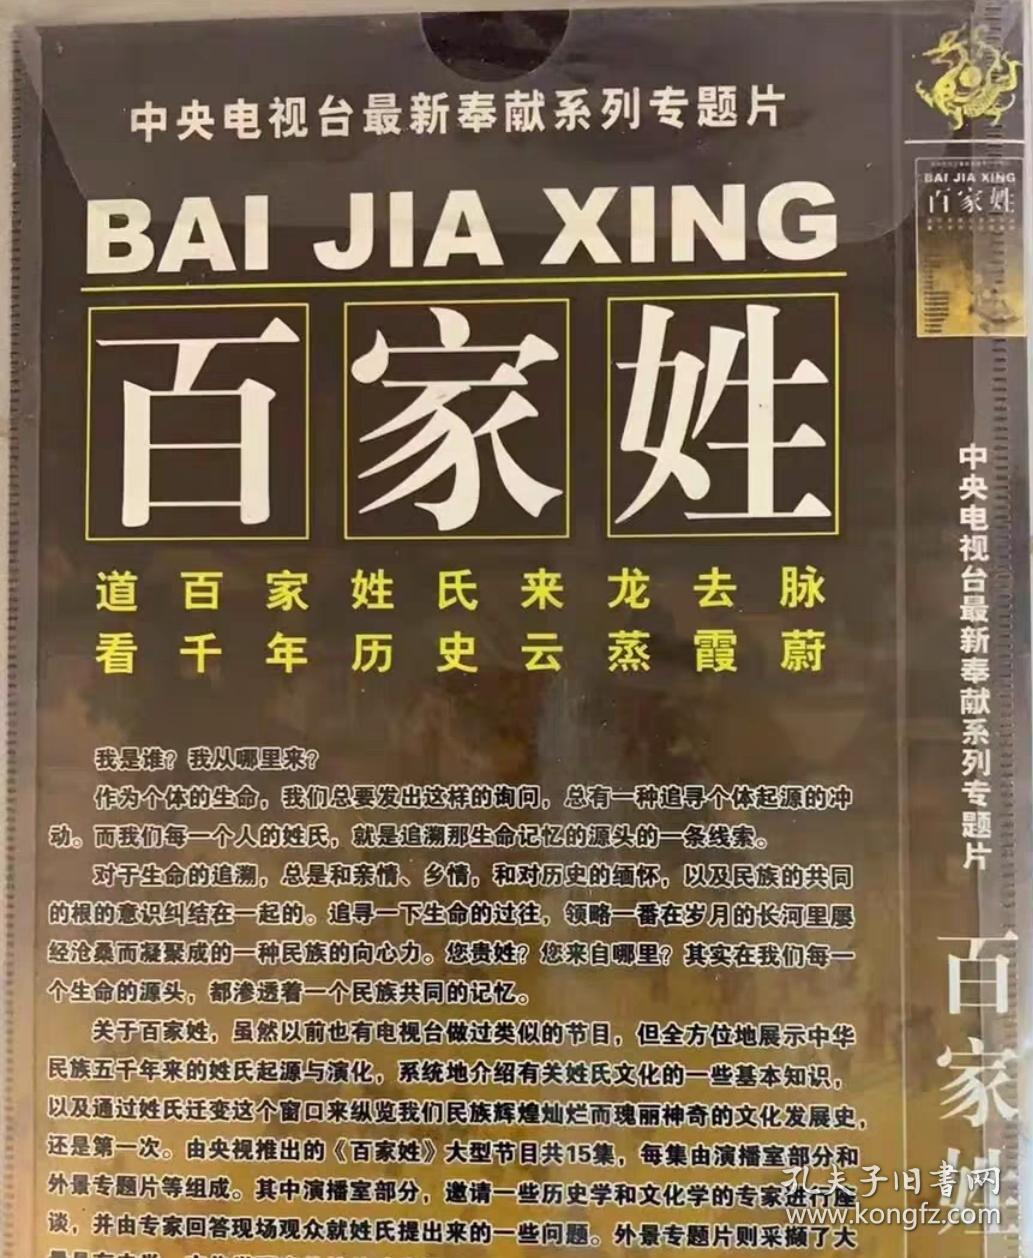 中央电视台最新奉献系列专题片
BAI JIA XING
百家姓
道百家姓氏来龙去脉
看千年历史云蒸霞蔚
我是谁？我从哪里来？
作为个体的生命，我们总要发出这样的询问，总有一种追寻个体起源的冲
动。而我们每一个人的姓氏，就是追溯那生命记忆的源头的一条线索。
对于生命的追溯，总是和亲情、乡情，和对历史的缅怀，以及民族的共同
的根的意识纠结在一起的。追寻一下生命的过往，领略一番在岁月的长河里屡
经沧桑而凝聚成的一种民族的向心力。您贵姓？您来自哪里？其实在我们每一
个生命的源头，都渗透着一个民族共同的记忆。
关于百家姓，虽然以前也有电视台做过类似的节目，但全方位地展示中华
民族五千年来的姓氏起源与演化，系统地介绍有关姓氏文化的一些基本知识，
以及通过姓氏迁变这个窗口来纵览我们民族辉煌灿烂而瑰丽神奇的文化发展史，
还是第一次。由央视推出的《百家姓》大型节目共15集，每集由演播室部分和
外景专题片等组成。其中演播室部分，邀请一些历史学和文化学的专家进行座
谈，并由专家回答现场观众就姓氏提出来的一些问题。外景专题片则采撷了大
BAI JIA XING
百家姓
中央电视台最新奉献系列专题片
百家姓
孔夫子旧书网
www.kongfz.com